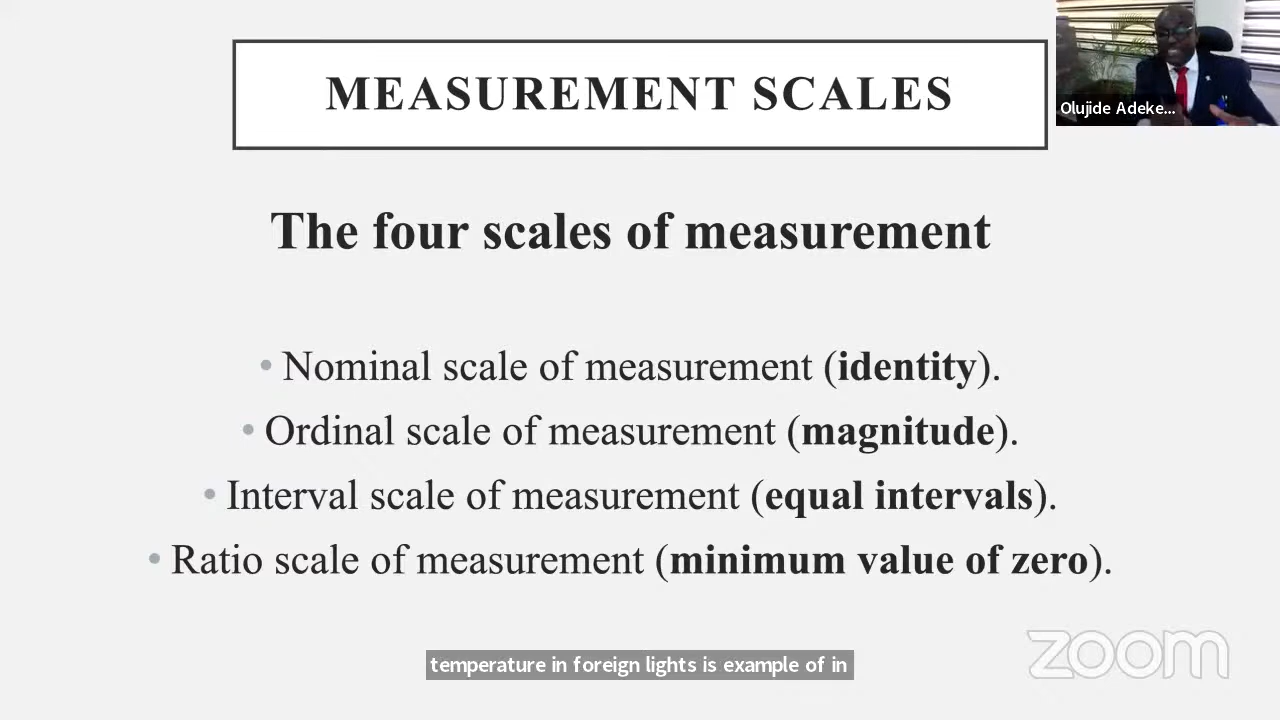 MEASUREMENT SCALES
Olujide Adeke...
The four scales of measurement
• Nominal scale of measurement (identity).
• Ordinal scale of measurement (magnitude).
• Interval scale of measurement (equal intervals).
• Ratio scale of measurement (minimum value of zero).
temperature in foreign lights is example of in
zoom